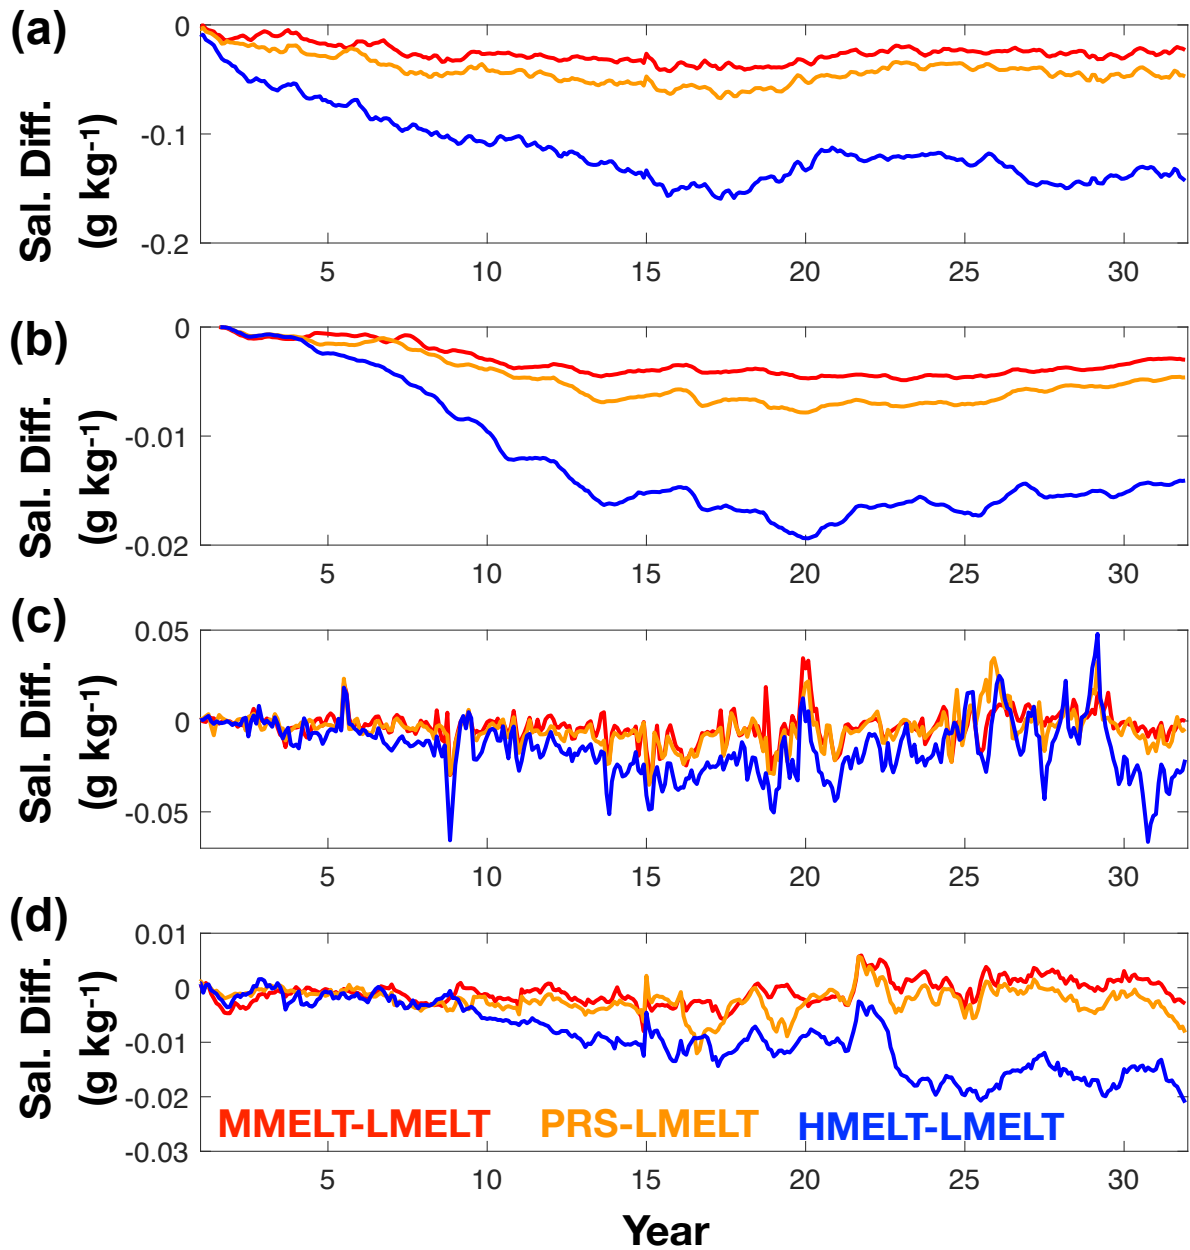 (a)
Sal. Diff.
(g kg⁻¹)
0
-0.1
-0.2
5 10 15 20 25 30
(b)
Sal. Diff.
(g kg⁻¹)
0
-0.01
-0.02
5 10 15 20 25 30
(c)
Sal. Diff.
(g kg⁻¹)
0.05
0
-0.05
5 10 15 20 25 30
(d)
Sal. Diff.
(g kg⁻¹)
0.01
0
-0.01
-0.02
-0.03
MMELT-LMELT PRS-LMELT HMELT-LMELT
5 10 15 20 25 30
Year